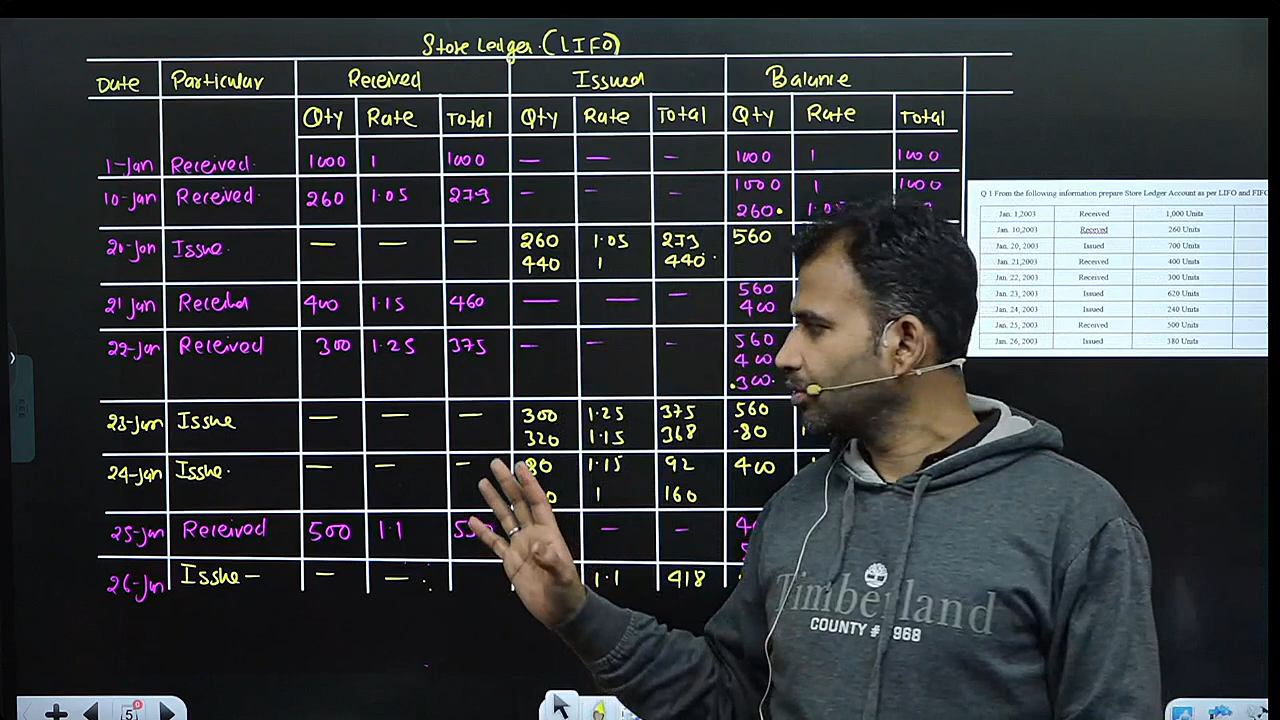 Store Ledger. (LIFO)
Date Particular Received Issued Balance
Qty Rate Total Qty Rate Total Qty Rate Total
1-Jan Received. 1000 1 1000 — — - 1000 1 1000
10-Jan Received. 260 1.05 273 - - - 1000 1 1000
260. 1.05
20-Jan Issue. — — — 260 1.05 273 560
440 1 440.
21 Jan Received 400 1.15 460 — — - 560
400
22-Jan Received 300 1.25 375 - - - 560
400
.300.
23-Jan Issue — — — 300 1.25 375 560
320 1.15 368 -80
24-Jan Issue. — — - 80 1.15 92 400
1 160
25-Jan Received 500 1.1 — -
26-Jan Issue — - — 1.1 418
Q 1 From the following information prepare Store Ledger Account as per LIFO and FIFO
Jan. 1,2003 Received 1,000 Units
Jan. 10,2003 Receved 260 Units
Jan. 20, 2003 Issued 700 Units
Jan. 21,2003 Received 400 Units
Jan. 22, 2003 Received 300 Units
Jan. 23, 2003 Issued 620 Units
Jan. 24, 2003 Issued 240 Units
Jan. 25, 2003 Received 500 Units
Jan. 26, 2003 Issued 380 Units
Timberland
COUNTY # 1968
5